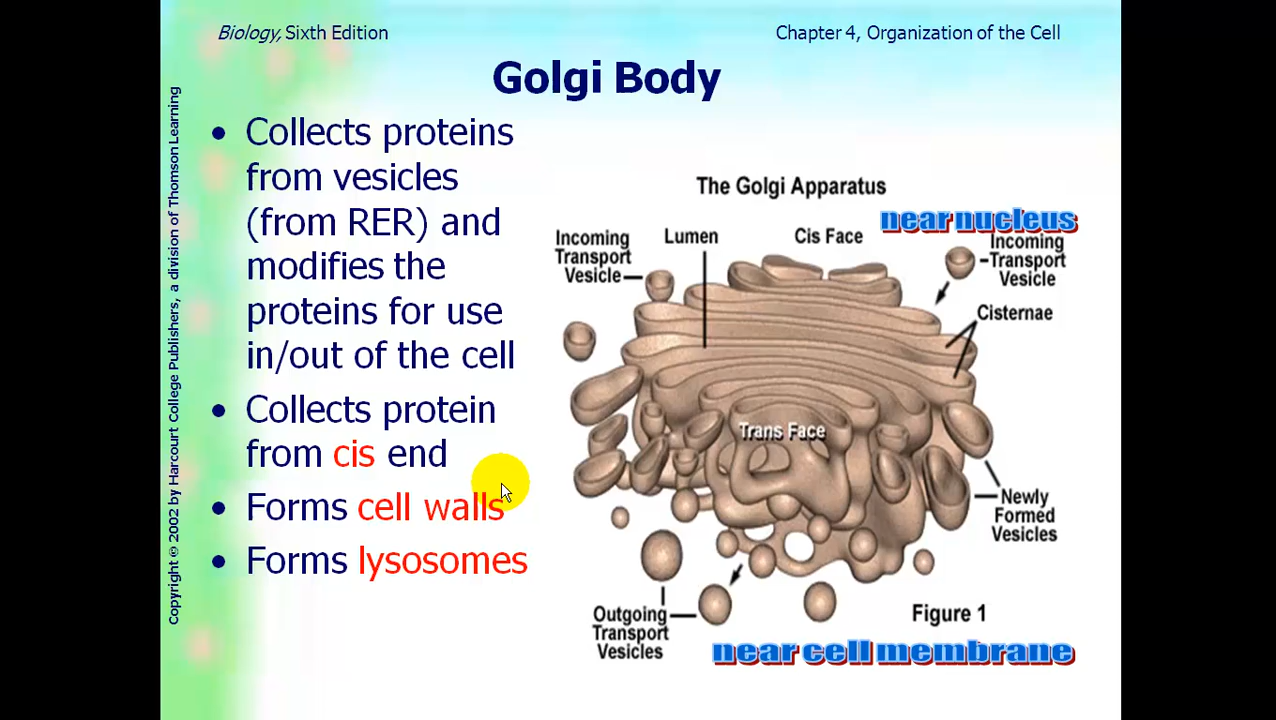 Biology, Sixth Edition
Chapter 4, Organization of the Cell
Golgi Body
• Collects proteins
from vesicles
(from RER) and
modifies the
proteins for use
in/out of the cell
• Collects protein
from cis end
• Forms cell walls
• Forms lysosomes
Copyright © 2002 by Harcourt College Publishers, a division of Thomson Learning
The Golgi Apparatus
near nucleus
Incoming
Transport
Vesicle
Lumen
Cis Face
Incoming
Transport
Vesicle
Cisternae
Trans Face
Newly
Formed
Vesicles
Outgoing
Transport
Vesicles
Figure 1
near cell membrane